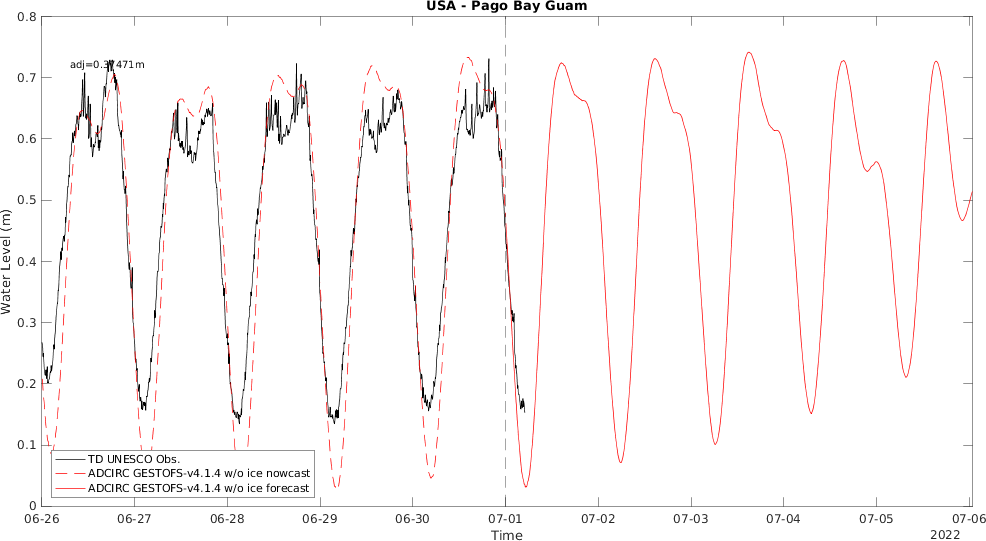 USA - Pago Bay Guam
0.8
0.7
0.6
0.5
0.4
0.3
0.2
0.1
0
Water Level (m)
adj=0.37471m
TD UNESCO Obs.
ADCIRC GESTOFS-v4.1.4 w/o ice nowcast
ADCIRC GESTOFS-v4.1.4 w/o ice forecast
06-26 06-27 06-28 06-29 06-30 07-01 07-02 07-03 07-04 07-05 07-06
Time
2022